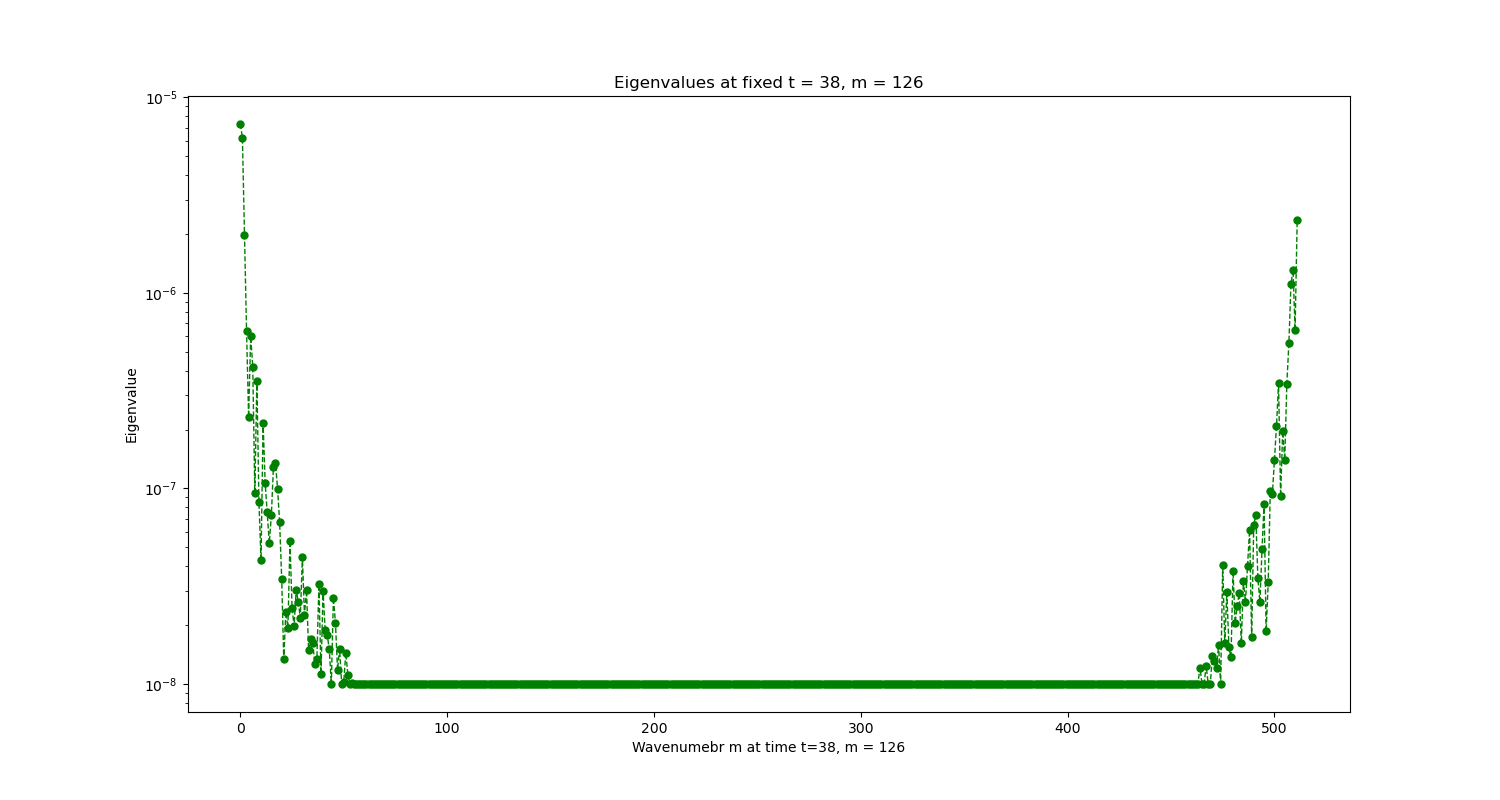 Eigenvalues at fixed t = 38, m = 126
10⁻⁵
10⁻⁶
10⁻⁷
10⁻⁸
Eigenvalue
0 100 200 300 400 500
Wavenumebr m at time t=38, m = 126